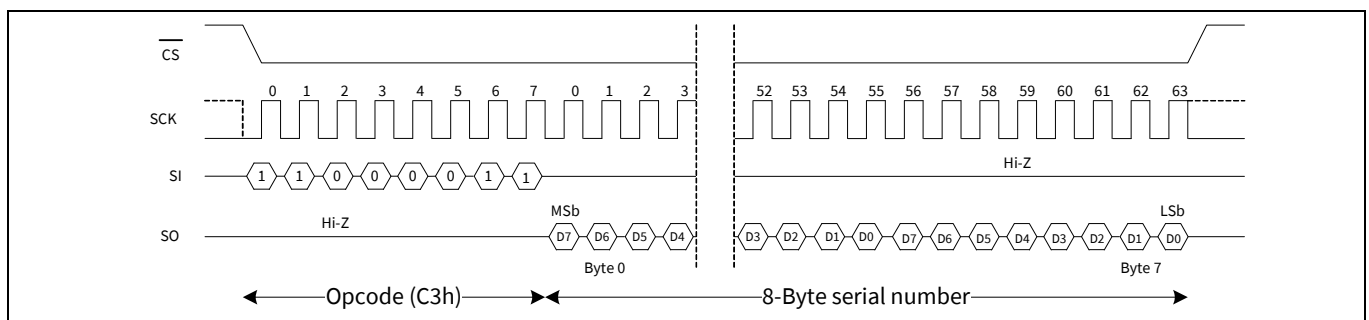 CS
0 1 2 3 4 5 6 7 0 1 2 3 52 53 54 55 56 57 58 59 60 61 62 63
SCK
Hi-Z
SI 1 1 0 0 0 0 1 1
Hi-Z MSb LSb
SO D7 D6 D5 D4 D3 D2 D1 D0 D7 D6 D5 D4 D3 D2 D1 D0
Byte 0 Byte 7
Opcode (C3h) 8-Byte serial number